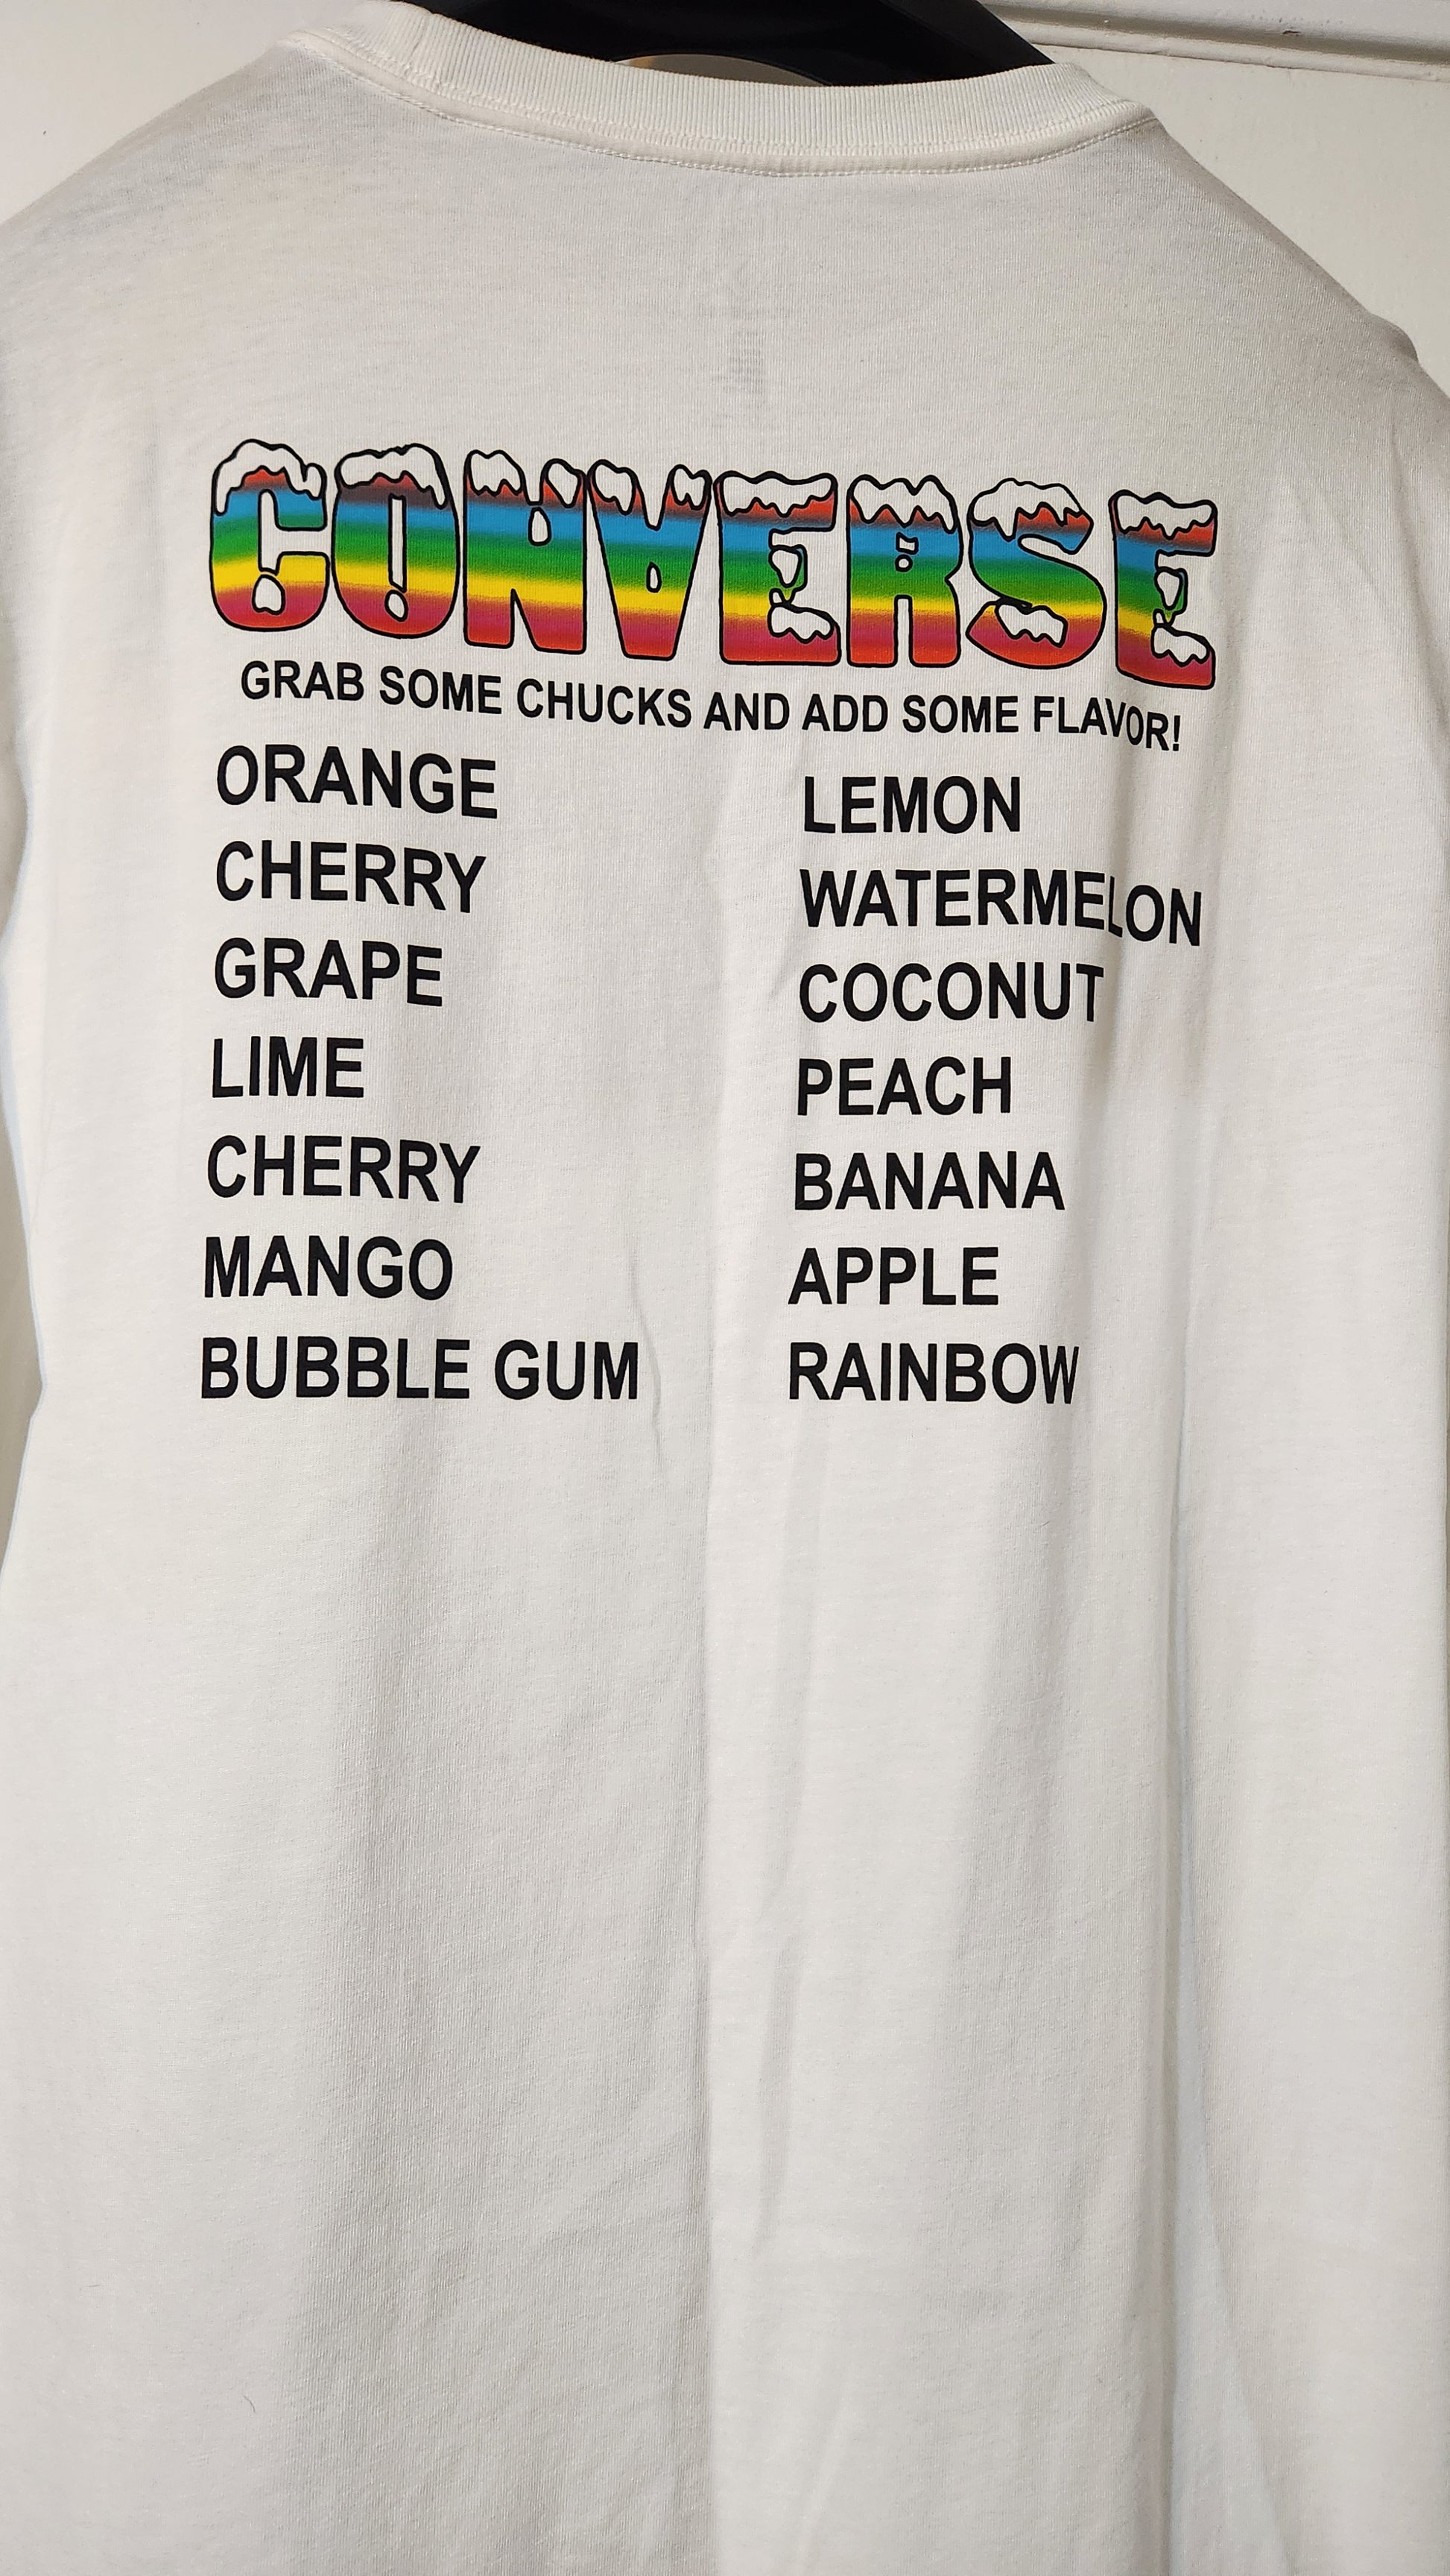 CONVERSE
GRAB SOME CHUCKS AND ADD SOME FLAVOR!
ORANGE
CHERRY
GRAPE
LIME
CHERRY
MANGO
BUBBLE GUM
LEMON
WATERMELON
COCONUT
PEACH
BANANA
APPLE
RAINBOW